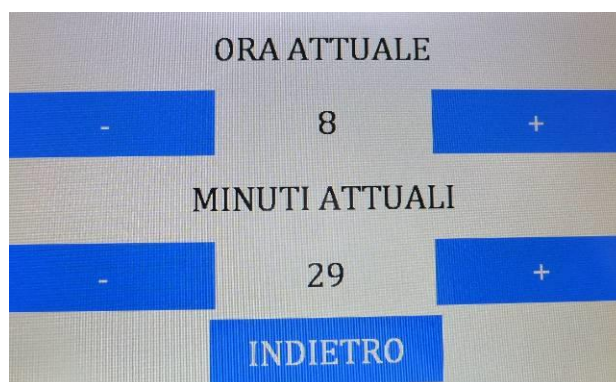 ORA ATTUALE
- 8 +
MINUTI ATTUALI
- 29 +
INDIETRO